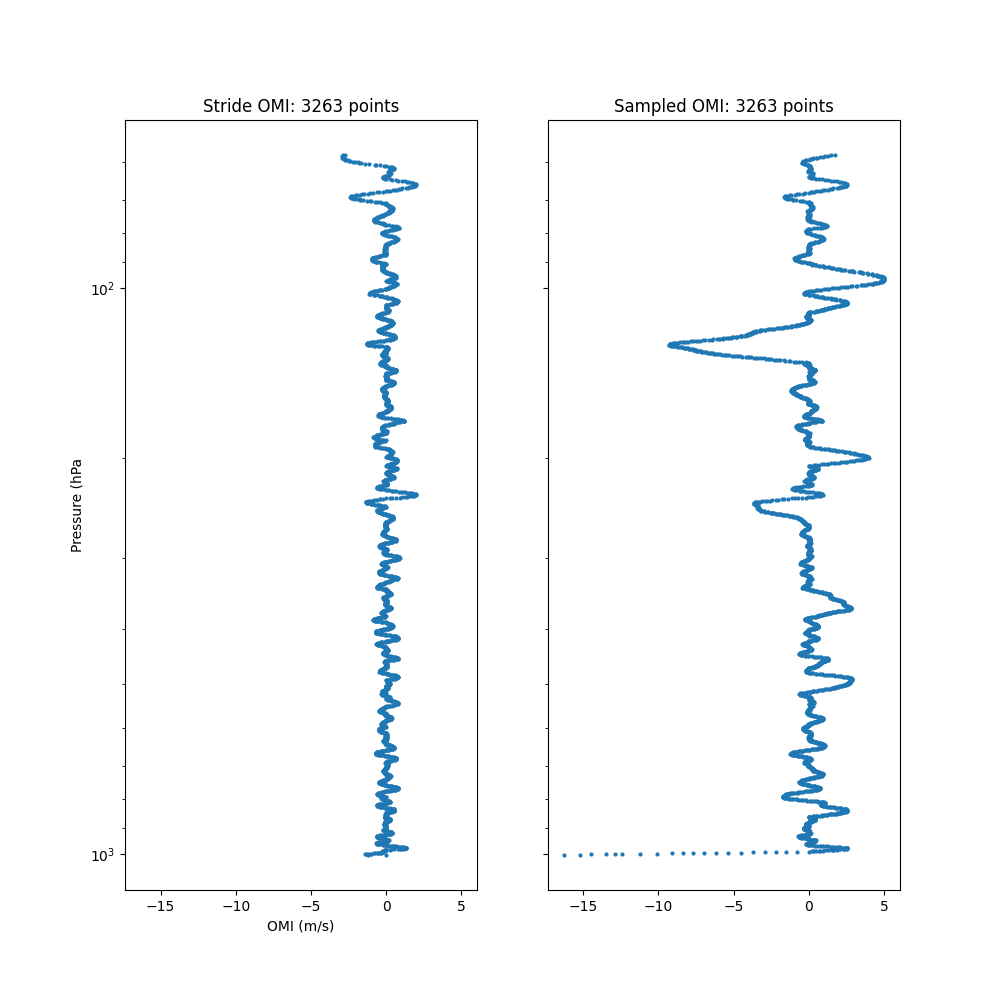 Stride OMI: 3263 points
Sampled OMI: 3263 points
Pressure (hPa
10²
10³
−15 −10 −5 0 5
−15 −10 −5 0 5
OMI (m/s)